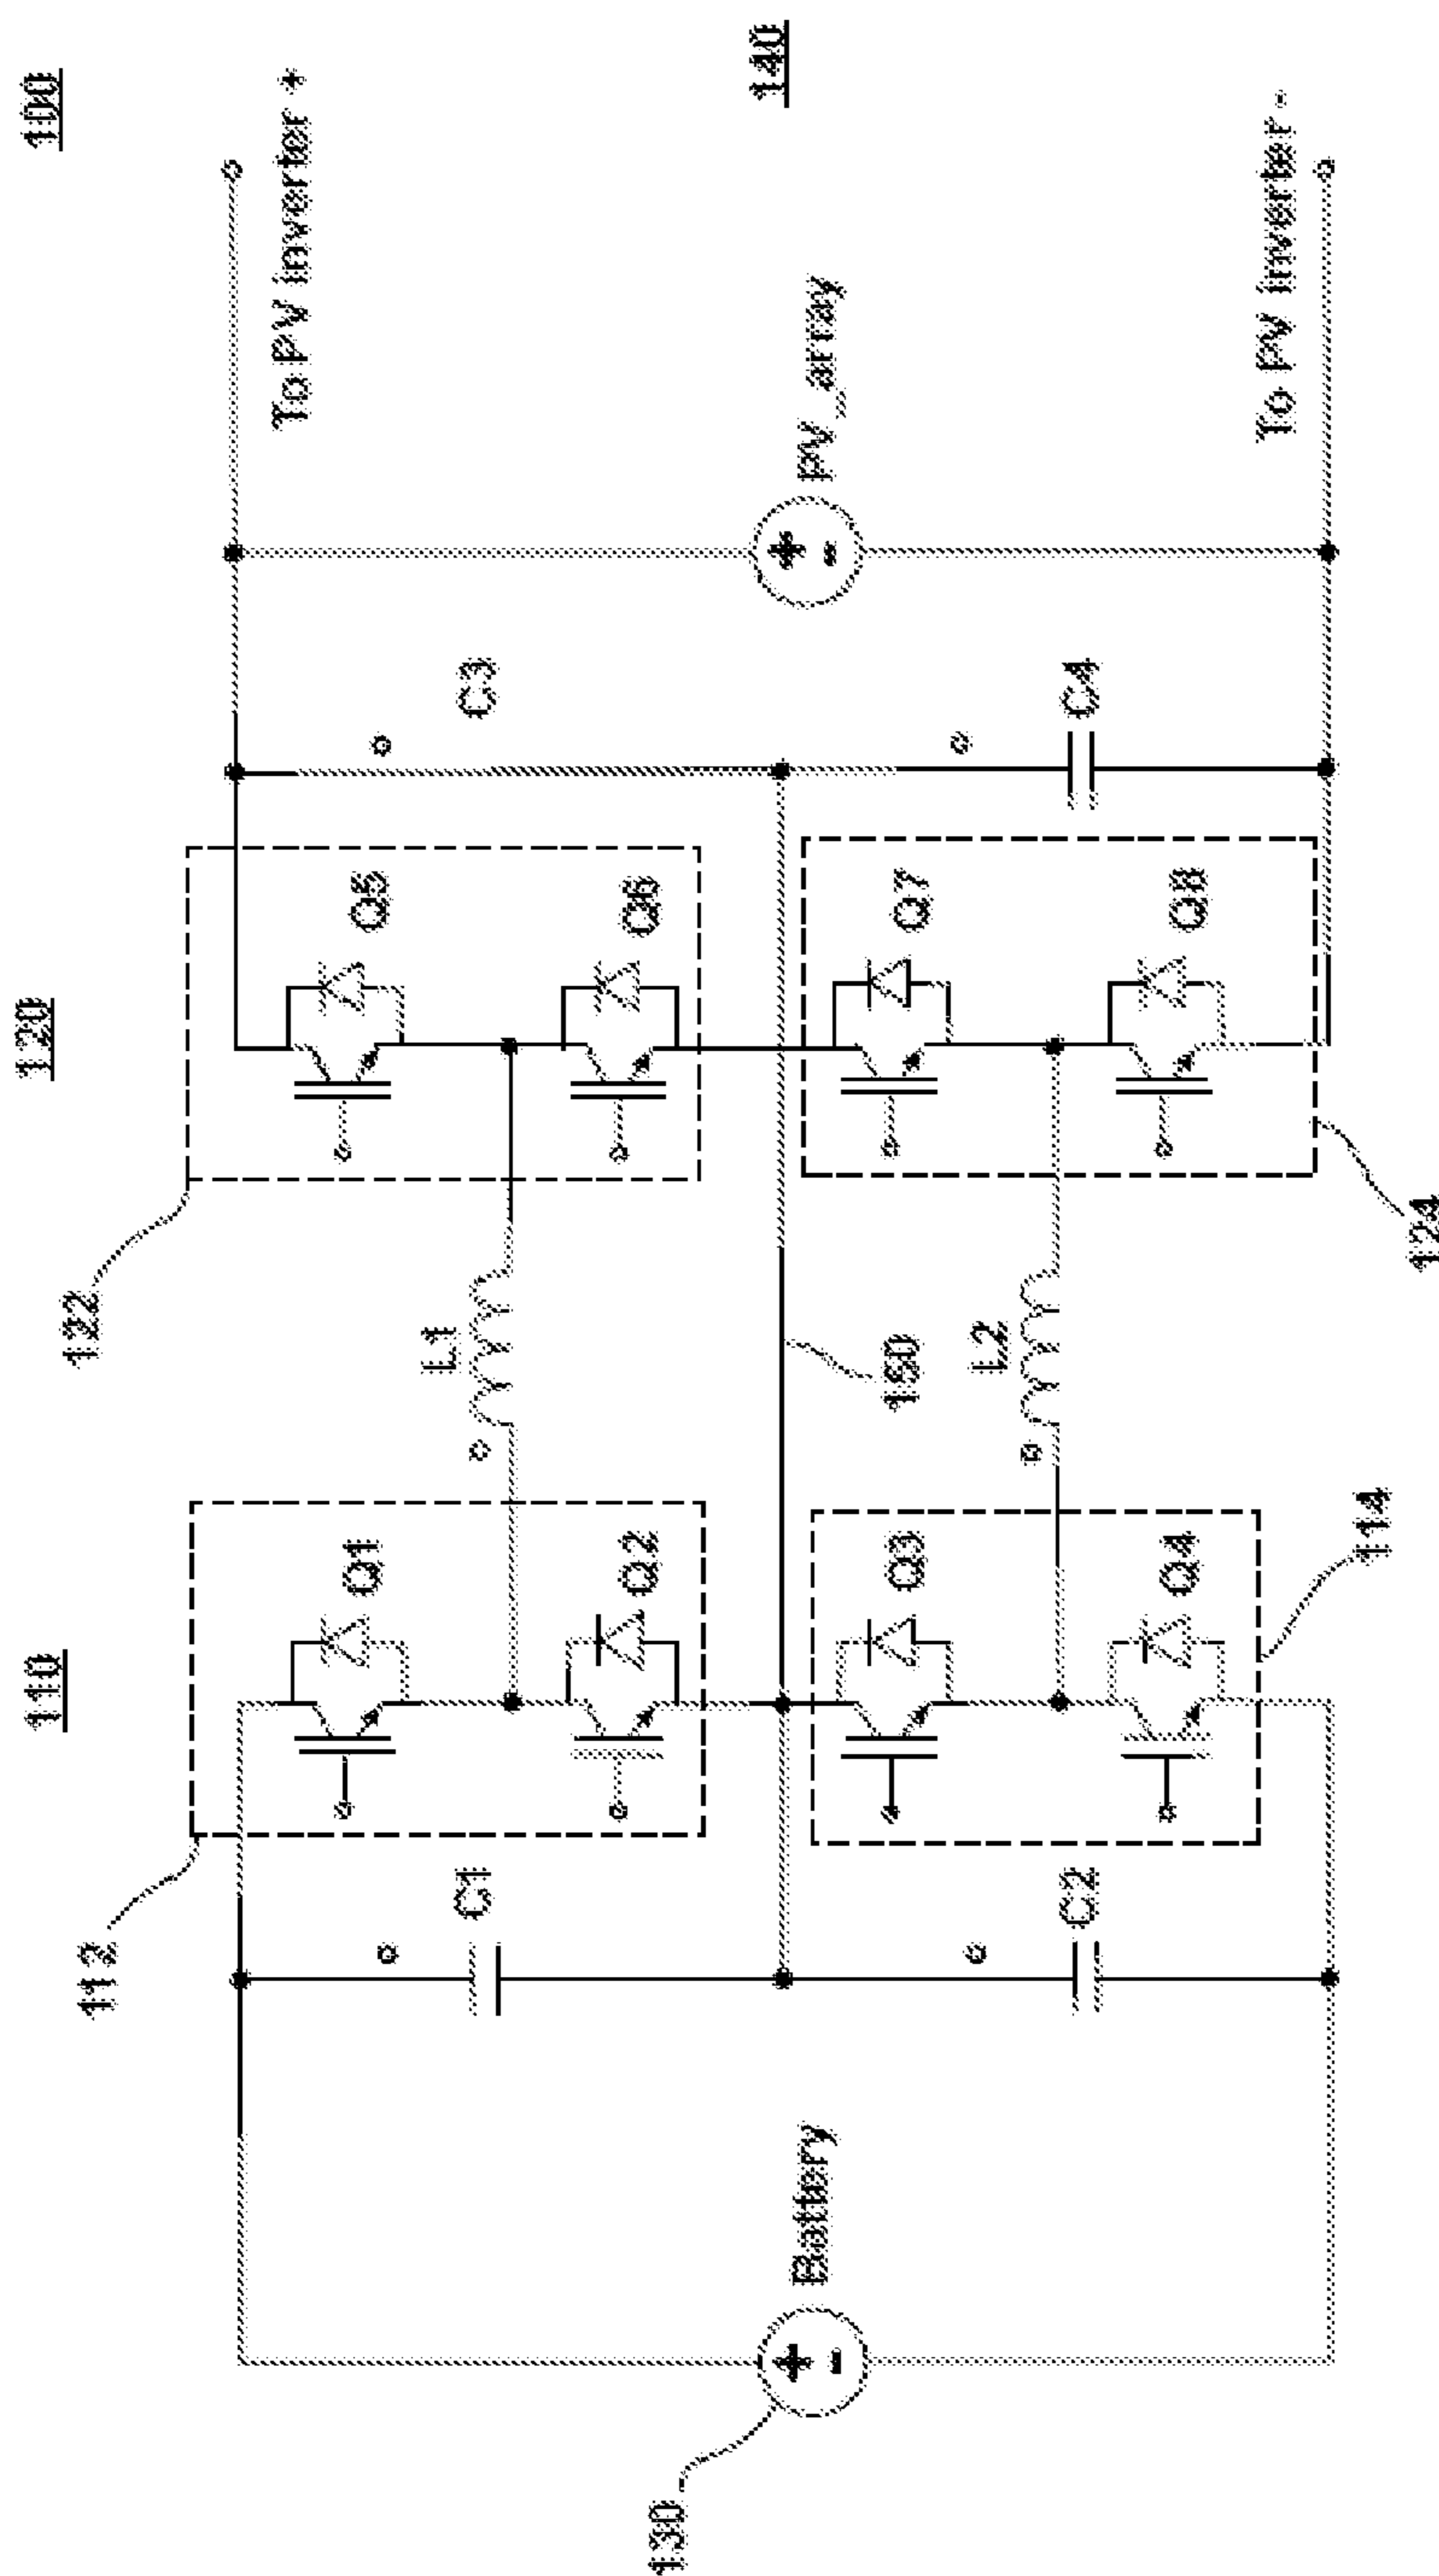 100
110
120
140
112
Q1
Q2
122
Q5
Q6
C1
L1
C3
To PV inverter +
130
Battery
150
PV_array
Q3
Q4
114
Q7
Q8
124
C2
L2
C4
To PV inverter -